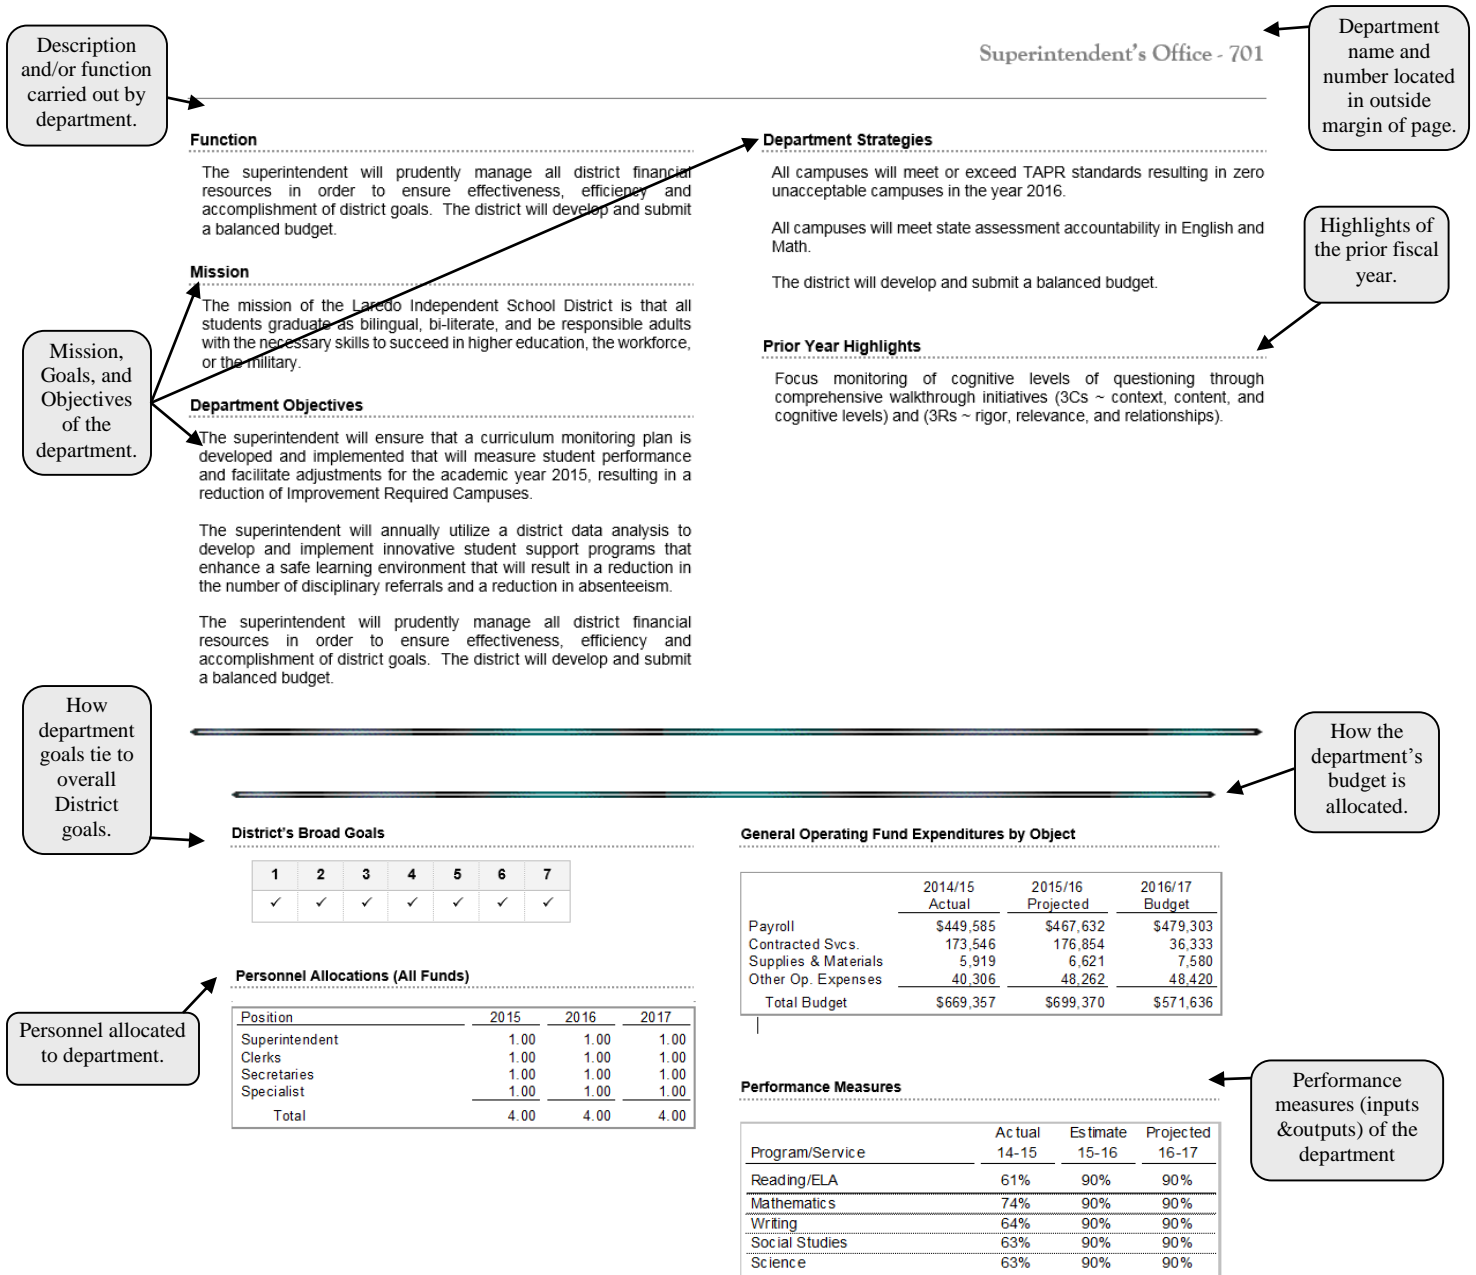 Description
and/or function
carried out by
department.
Superintendent's Office - 701
Department
name and
number located
in outside
margin of page.
Function
The superintendent will prudently manage all district financial
resources in order to ensure effectiveness, efficiency and
accomplishment of district goals. The district will develop and submit
a balanced budget.
Mission
The mission of the Laredo Independent School District is that all
students graduate as bilingual, bi-literate, and be responsible adults
with the necessary skills to succeed in higher education, the workforce,
or the military.
Mission,
Goals, and
Objectives
of the
department.
Department Objectives
The superintendent will ensure that a curriculum monitoring plan is
developed and implemented that will measure student performance
and facilitate adjustments for the academic year 2015, resulting in a
reduction of Improvement Required Campuses.
The superintendent will annually utilize a district data analysis to
develop and implement innovative student support programs that
enhance a safe learning environment that will result in a reduction in
the number of disciplinary referrals and a reduction in absenteeism.
The superintendent will prudently manage all district financial
resources in order to ensure effectiveness, efficiency and
accomplishment of district goals. The district will develop and submit
a balanced budget.
Department Strategies
All campuses will meet or exceed TAPR standards resulting in zero
unacceptable campuses in the year 2016.
All campuses will meet state assessment accountability in English and
Math.
The district will develop and submit a balanced budget.
Highlights of
the prior fiscal
year.
Prior Year Highlights
Focus monitoring of cognitive levels of questioning through
comprehensive walkthrough initiatives (3Cs ~ context, content, and
cognitive levels) and (3Rs ~ rigor, relevance, and relationships).
How
department
goals tie to
overall
District
goals.
How the
department's
budget is
allocated.
District's Broad Goals
1 2 3 4 5 6 7
✓ ✓ ✓ ✓ ✓ ✓ ✓
Personnel allocated
to department.
Personnel Allocations (All Funds)
Position 2015 2016 2017
Superintendent 1.00 1.00 1.00
Clerks 1.00 1.00 1.00
Secretaries 1.00 1.00 1.00
Specialist 1.00 1.00 1.00
Total 4.00 4.00 4.00
General Operating Fund Expenditures by Object
2014/15 2015/16 2016/17
Actual Projected Budget
Payroll $449,585 $467,632 $479,303
Contracted Svcs. 173,546 176,854 36,333
Supplies & Materials 5,919 6,621 7,580
Other Op. Expenses 40,306 48,262 48,420
Total Budget $669,357 $699,370 $571,636
Performance Measures
Performance
measures (inputs
&outputs) of the
department
Actual Estimate Projected
Program/Service 14-15 15-16 16-17
Reading/ELA 61% 90% 90%
Mathematics 74% 90% 90%
Writing 64% 90% 90%
Social Studies 63% 90% 90%
Science 63% 90% 90%